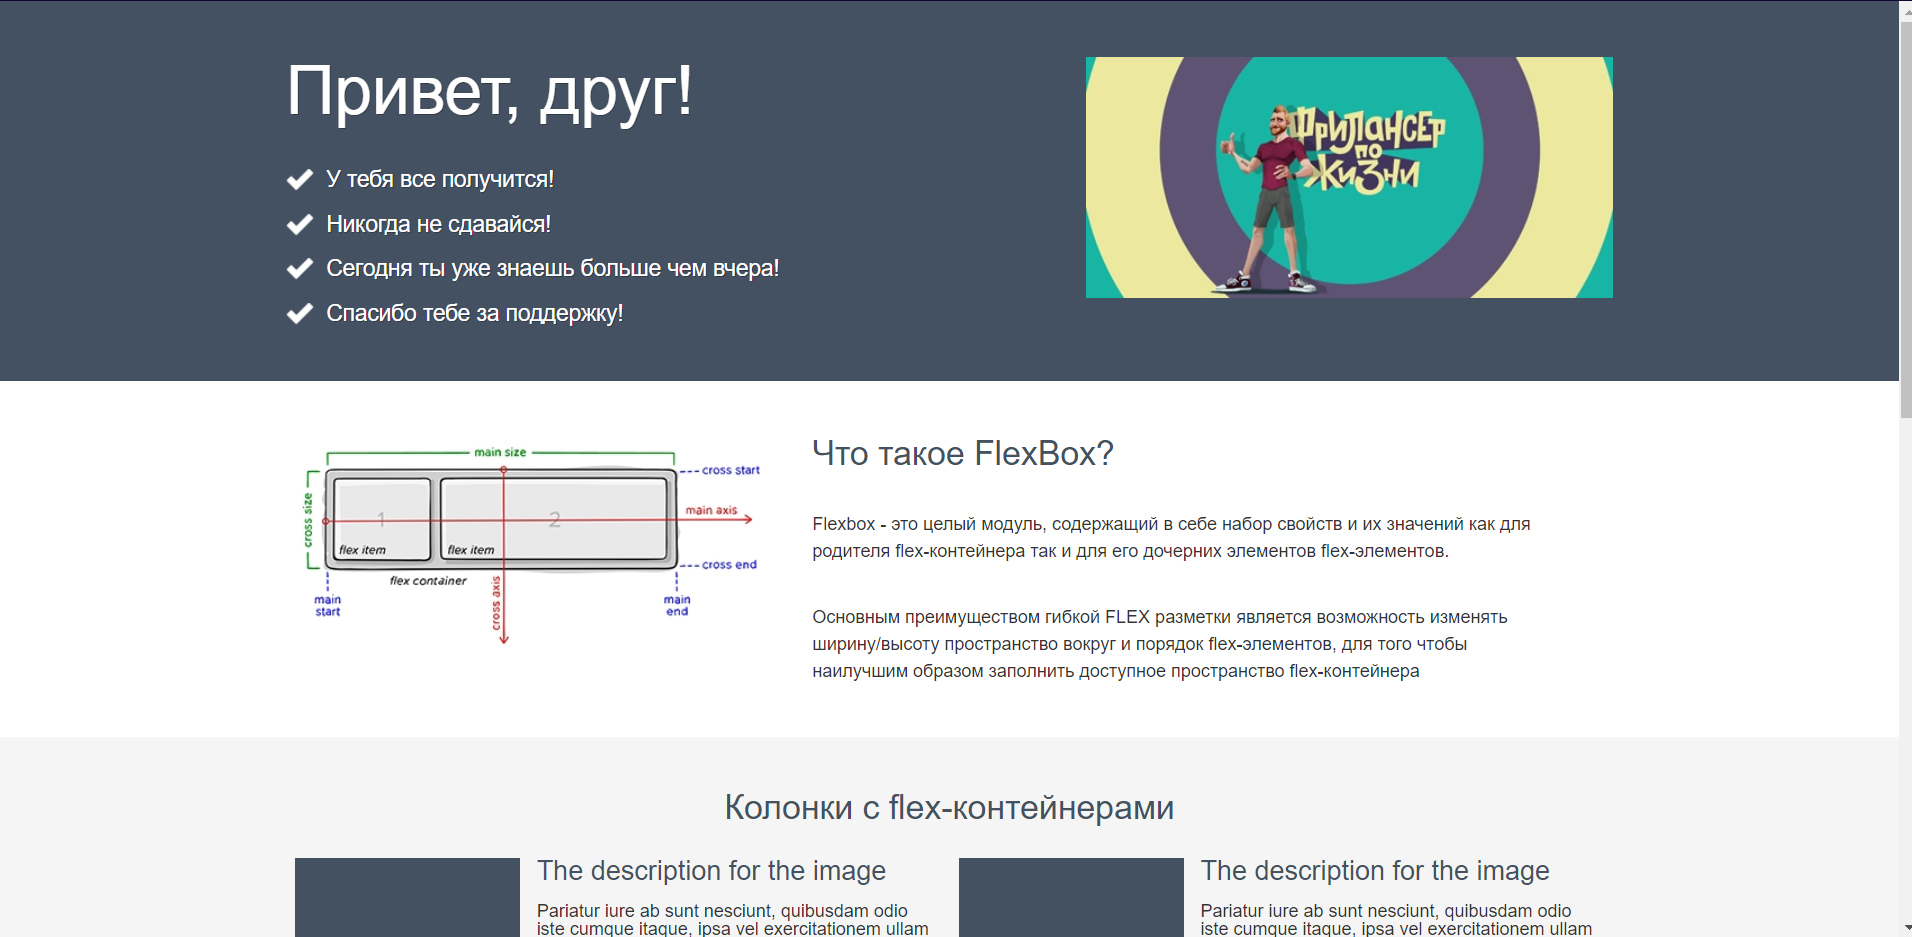 Привет, друг!
У тебя все получится!
Никогда не сдавайся!
Сегодня ты уже знаешь больше чем вчера!
Спасибо тебе за поддержку!
ФРИЛАНСЕР
ПО
ЖИЗНИ
main size
cross start
cross size
main axis
1
2
flex item
flex item
cross end
flex container
cross axis
main
start
main
end
Что такое FlexBox?
Flexbox - это целый модуль, содержащий в себе набор свойств и их значений как для
родителя flex-контейнера так и для его дочерних элементов flex-элементов.
Основным преимуществом гибкой FLEX разметки является возможность изменять
ширину/высоту пространство вокруг и порядок flex-элементов, для того чтобы
наилучшим образом заполнить доступное пространство flex-контейнера
Колонки с flex-контейнерами
The description for the image
Pariatur iure ab sunt nesciunt, quibusdam odio
iste cumque itaque, ipsa vel exercitationem ullam
The description for the image
Pariatur iure ab sunt nesciunt, quibusdam odio
iste cumque itaque, ipsa vel exercitationem ullam